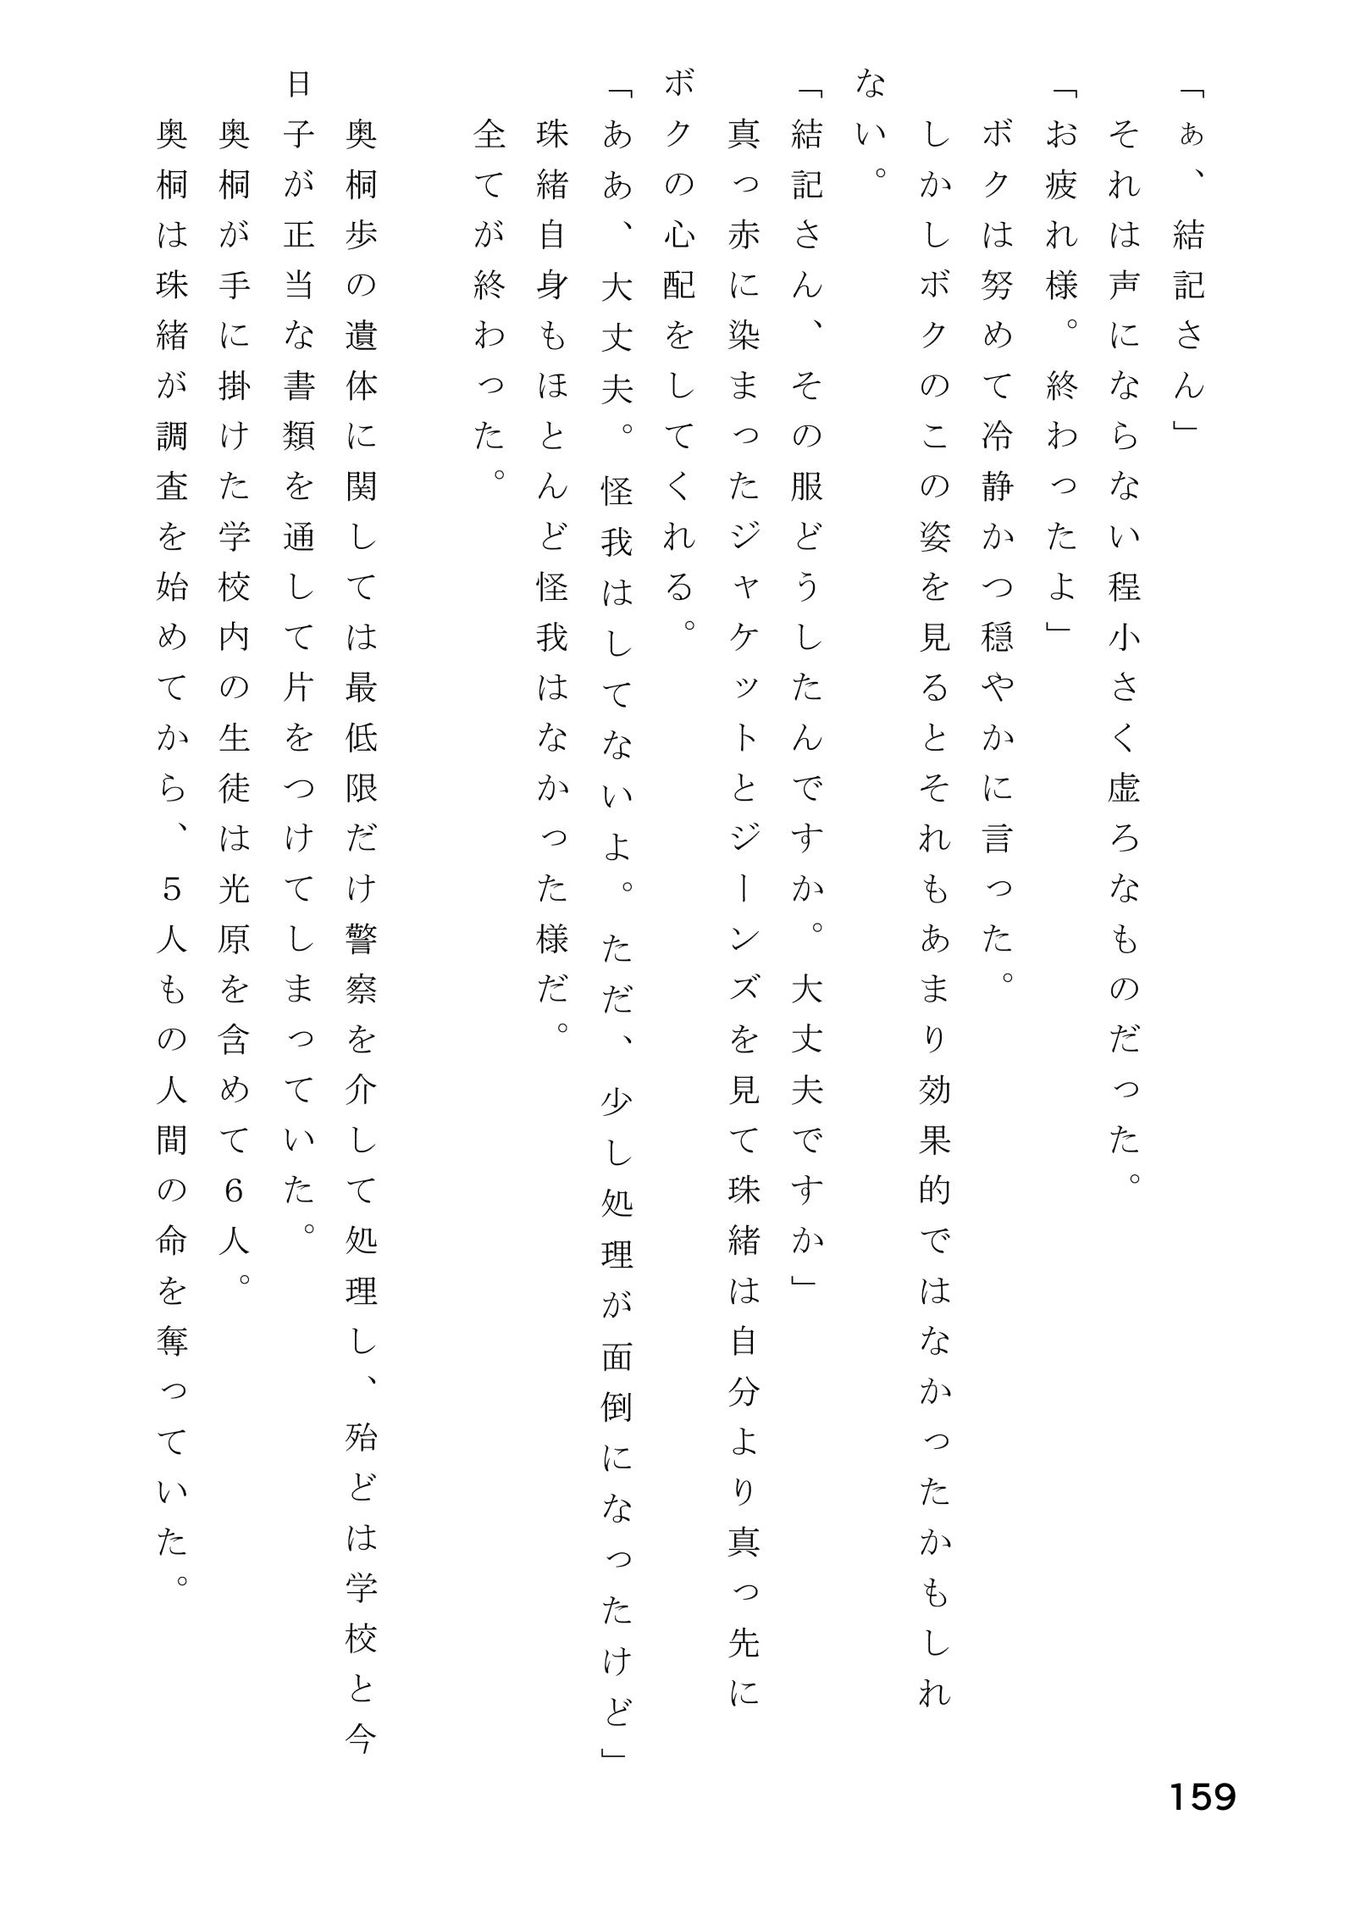 「ぁ、結記さん」
それは声にならない程小さく虚ろなものだった。
「お疲れ様。終わったよ」
ボクは努めて冷静かつ穏やかに言った。
しかしボクのこの姿を見るとそれもあまり効果的ではなかったかもしれ
ない。
「結記さん、その服どうしたんですか。大丈夫ですか」
真っ赤に染まったジャケットとジーンズを見て珠緒は自分より真っ先に
ボクの心配をしてくれる。
「ああ、大丈夫。怪我はしてないよ。ただ、少し処理が面倒になったけど」
珠緒自身もほとんど怪我はなかった様だ。
全てが終わった。
奥桐歩の遺体に関しては最低限だけ警察を介して処理し、殆どは学校と今
日子が正当な書類を通して片をつけてしまっていた。
奥桐が手に掛けた学校内の生徒は光原を含めて6人。
奥桐は珠緒が調査を始めてから、5人もの人間の命を奪っていた。
159